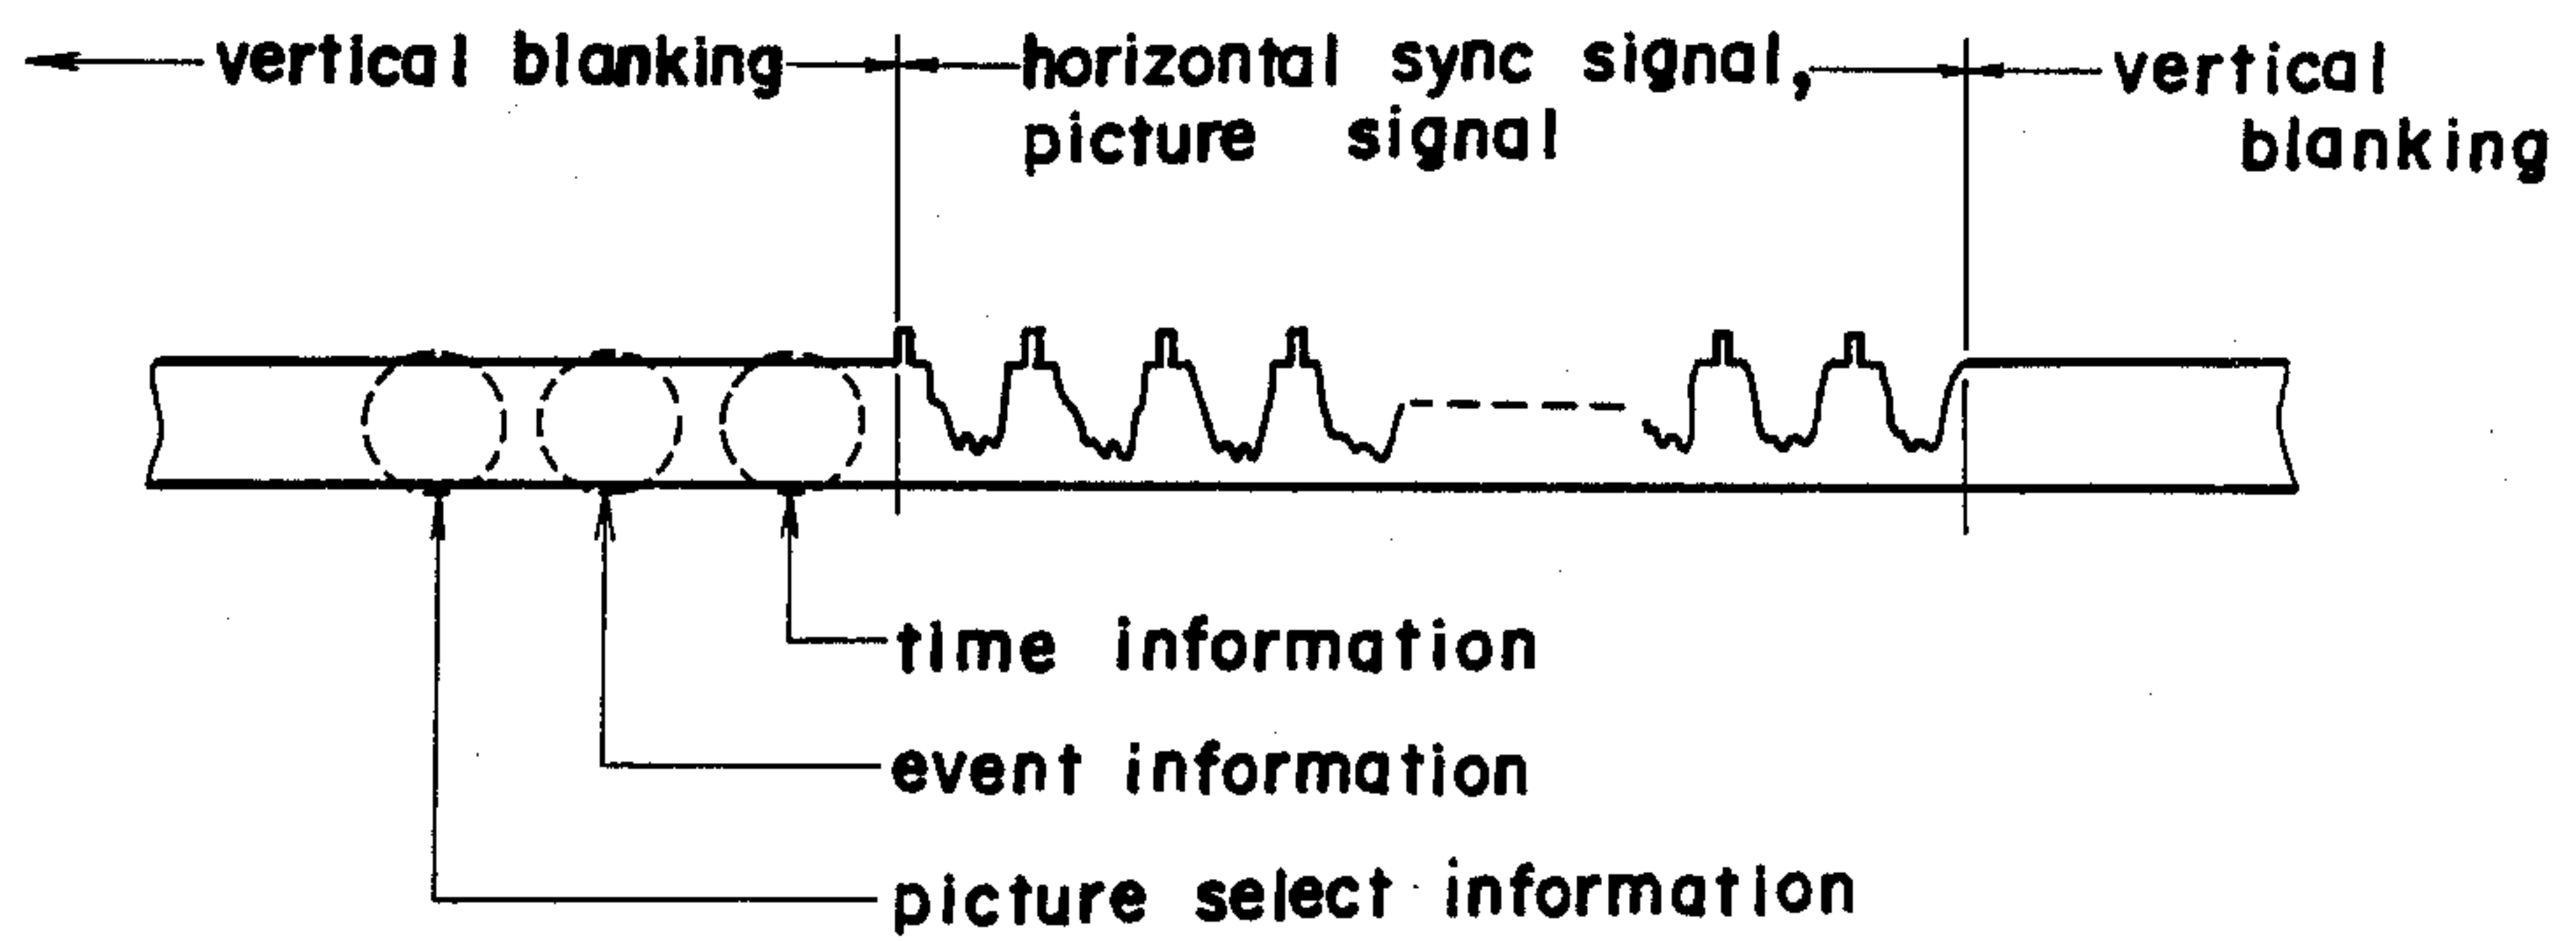 vertical blanking
horizontal sync signal,
picture signal
vertical
blanking
time information
event information
picture select information